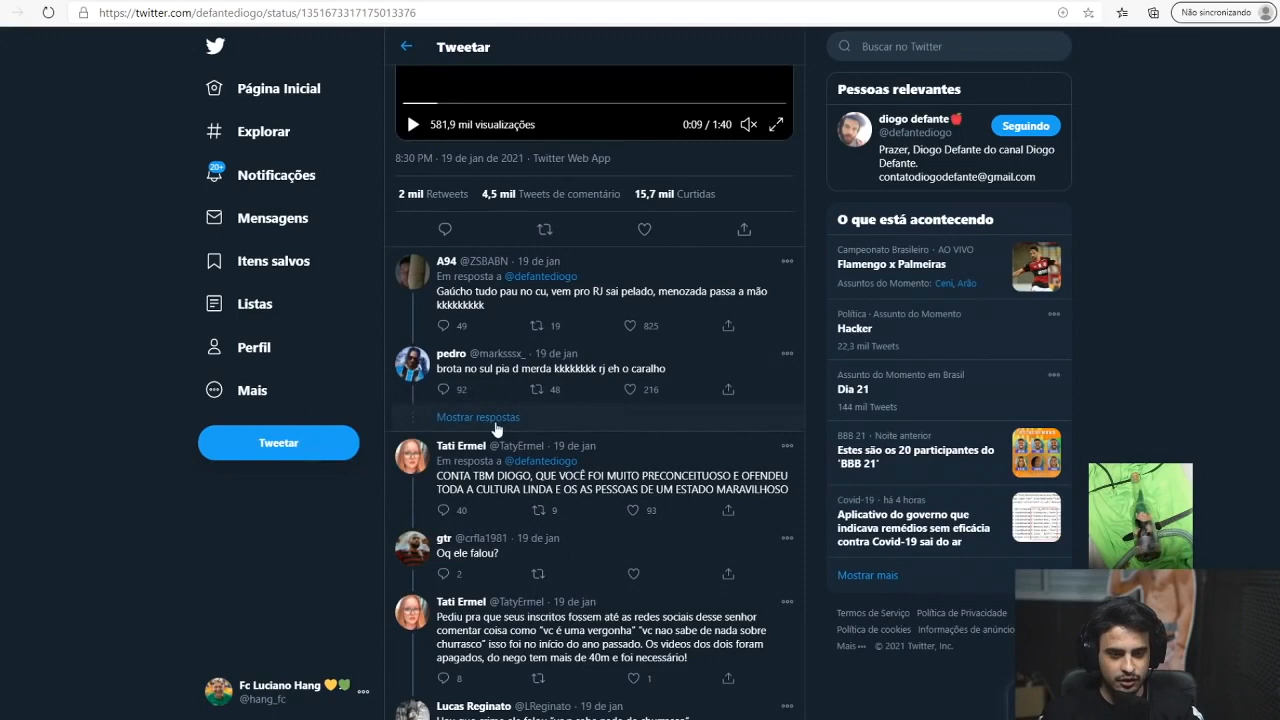 https://twitter.com/defantediogo/status/1351673317175013376
Não sincronizando
Página Inicial
Explorar
20+
Notificações
Mensagens
Itens salvos
Listas
Perfil
Mais
Tweetar
Fc Luciano Hang 💛💚
@hang_fc
Tweetar
581,9 mil visualizações
0:09 / 1:40
8:30 PM · 19 de jan de 2021 · Twitter Web App
2 mil Retweets 4,5 mil Tweets de comentário 15,7 mil Curtidas
A94 @ZSBABN · 19 de jan
Em resposta a @defantediogo
Gaúcho tudo pau no cu, vem pro RJ sai pelado, menozada passa a mão
kkkkkkkkk
49 19 825
pedro @marksssx_ · 19 de jan
brota no sul pia d merda kkkkkkkk rj eh o caralho
92 48 216
Mostrar respostas
Tati Ermel @TatyErmel · 19 de jan
Em resposta a @defantediogo
CONTA TBM DIOGO, QUE VOCÊ FOI MUITO PRECONCEITUOSO E OFENDEU
TODA A CULTURA LINDA E OS AS PESSOAS DE UM ESTADO MARAVILHOSO
40 9 93
gtr @crfla1981 · 19 de jan
Oq ele falou?
2
Tati Ermel @TatyErmel · 19 de jan
Pediu pra que seus inscritos fossem até as redes sociais desse senhor
comentar coisa como "vc é uma vergonha" "vc nao sabe de nada sobre
churrasco" isso foi no início do ano passado. Os videos dos dois foram
apagados, do nego tem mais de 40m e foi necessário!
8 1
Lucas Reginato @LReginato · 19 de jan
Buscar no Twitter
Pessoas relevantes
diogo defante🍎
@defantediogo
Seguindo
Prazer, Diogo Defante do canal Diogo
Defante.
contatodiogodefante@gmail.com
O que está acontecendo
Campeonato Brasileiro · AO VIVO
Flamengo x Palmeiras
Assuntos do Momento: Ceni, Arão
Política · Assunto do Momento
Hacker
22,3 mil Tweets
Assunto do Momento em Brasil
Dia 21
144 mil Tweets
BBB 21 · Noite anterior
Estes são os 20 participantes do
'BBB 21'
Covid-19 · há 4 horas
Aplicativo do governo que
indicava remédios sem eficácia
contra Covid-19 sai do ar
Mostrar mais
Termos de Serviço Política de Privacidade
Política de cookies Informações de anúncio
Mais ••• © 2021 Twitter, Inc.